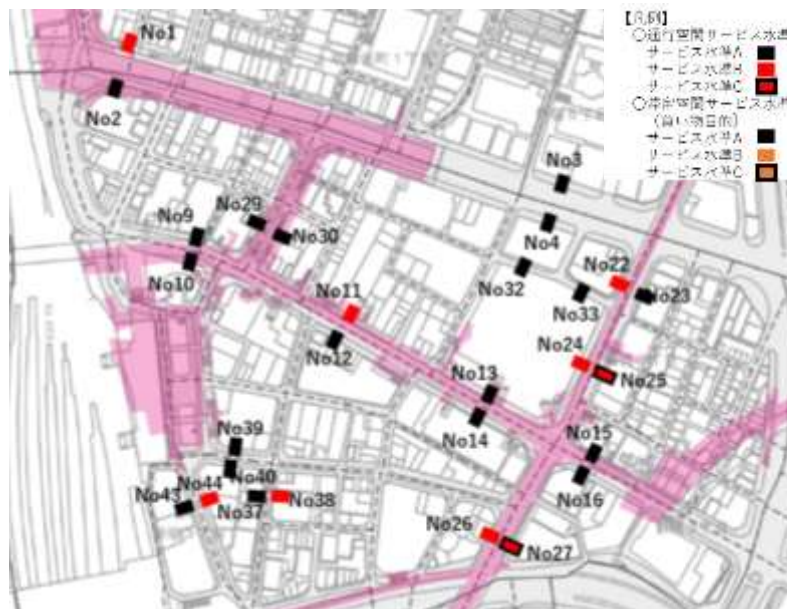 【凡例】
○通行空間サービス水準
サービス水準A
サービス水準B
サービス水準C
○滞留空間サービス水準
(買い物目的)
サービス水準A
サービス水準B
サービス水準C
No1
No2
No3
No29
No9
No30
No4
No10
No32
No22
No23
No33
No11
No12
No24
No25
No13
No14
No15
No39
No16
No40
No44
No43
No37
No38
No26
No27